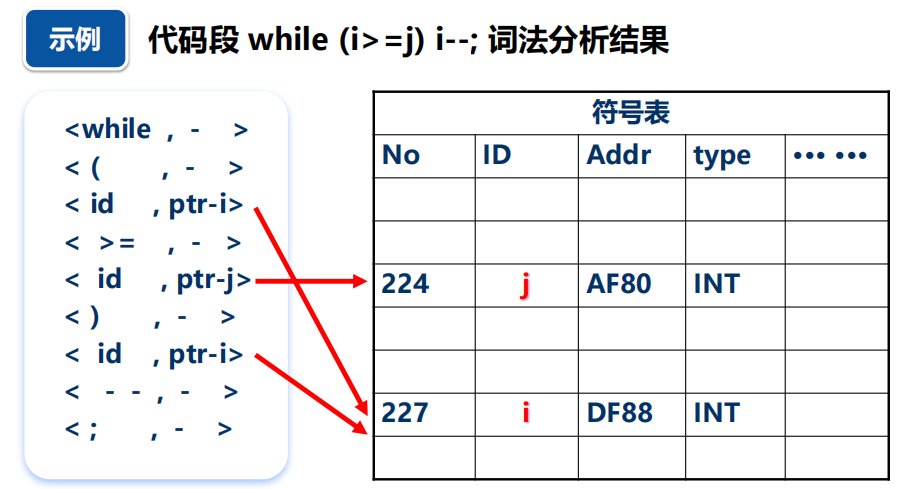 示例
代码段 while (i>=j) i--; 词法分析结果
<while , - >
< ( , - >
< id , ptr-i>
< >= , - >
< id , ptr-j>
< ) , - >
< id , ptr-i>
< - - , - >
< ; , - >
符号表
No ID Addr type ··· ···
224 j AF80 INT
227 i DF88 INT